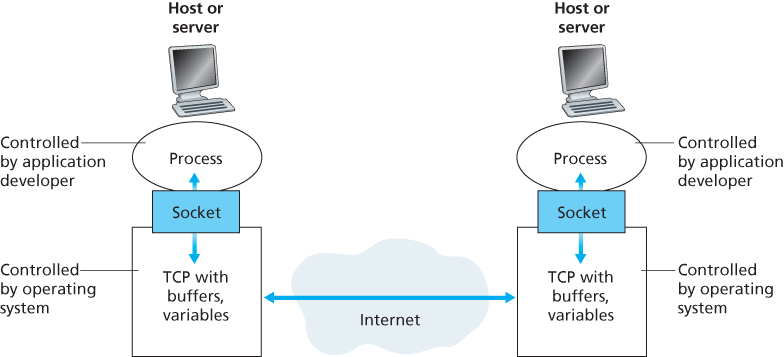 Host or
server
Host or
server
Controlled
by application
developer
Process
Process
Controlled
by application
developer
Socket
Socket
Controlled
by operating
system
TCP with
buffers,
variables
Internet
TCP with
buffers,
variables
Controlled
by operating
system